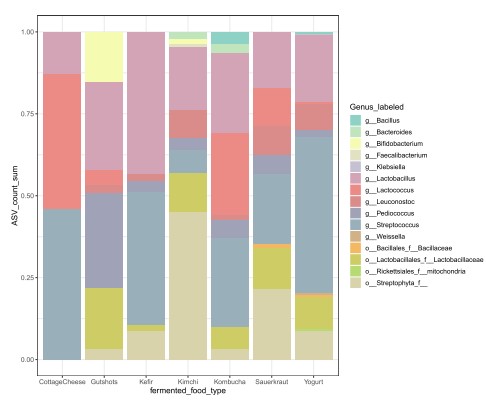 1.00
0.75
0.50
0.25
0.00
ASV_count_sum
CottageCheese Gutshots Kefir Kimchi Kombucha Sauerkraut Yogurt
fermented_food_type
Genus_labeled
g__Bacillus
g__Bacteroides
g__Bifidobacterium
g__Faecalibacterium
g__Klebsiella
g__Lactobacillus
g__Lactococcus
g__Leuconostoc
g__Pediococcus
g__Streptococcus
g__Weissella
o__Bacillales_f__Bacillaceae
o__Lactobacillales_f__Lactobacillaceae
o__Rickettsiales_f__mitochondria
o__Streptophyta_f__